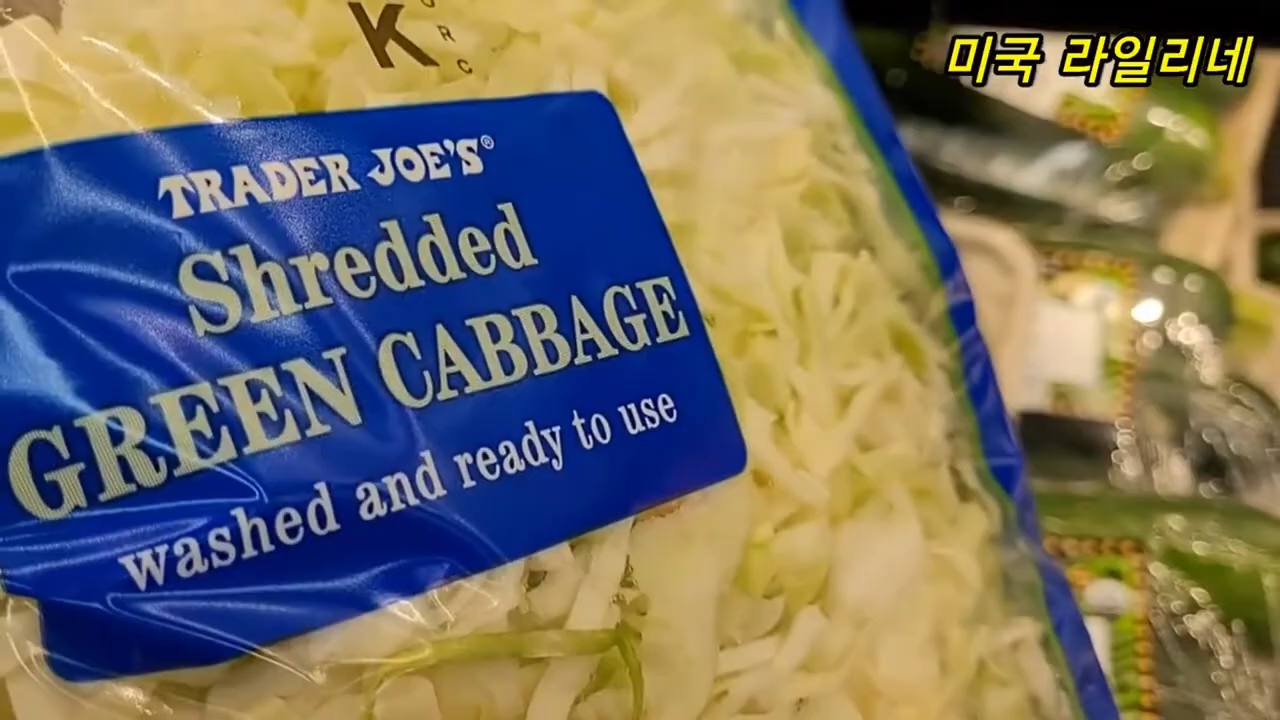 미국 라일리네
K
O R C
TRADER JOE'S®
Shredded
GREEN CABBAGE
washed and ready to use